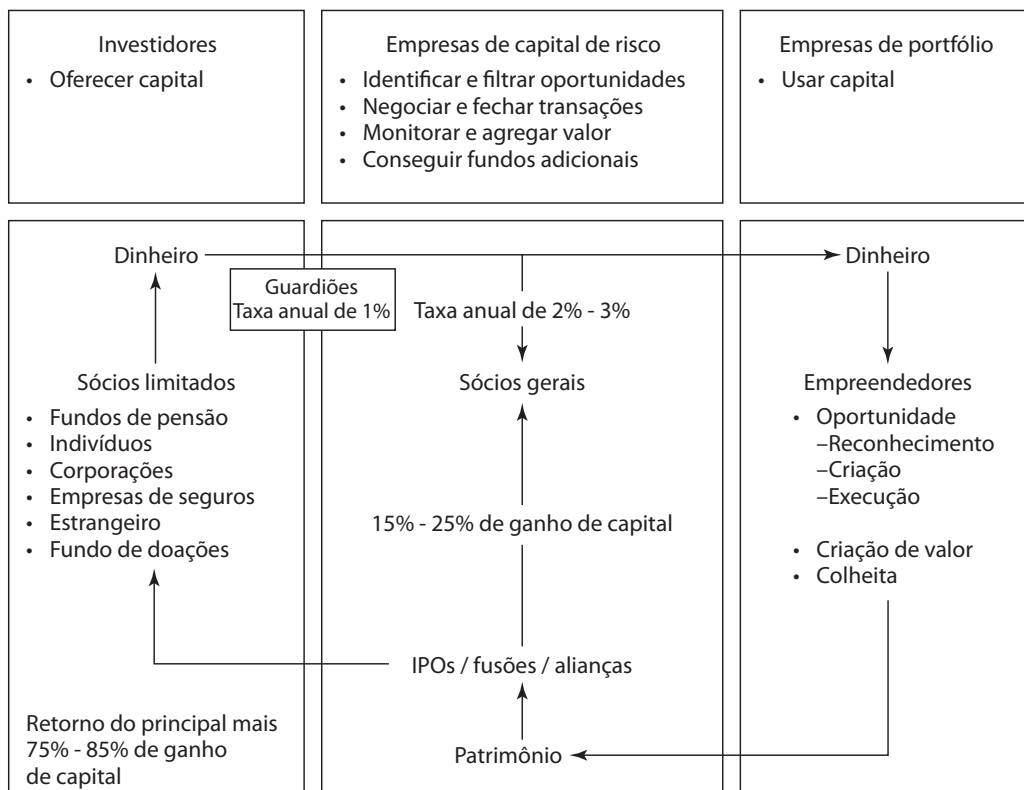 Investidores
• Oferecer capital
Empresas de capital de risco
• Identificar e filtrar oportunidades
• Negociar e fechar transações
• Monitorar e agregar valor
• Conseguir fundos adicionais
Empresas de portfólio
• Usar capital
Dinheiro
Guardiões
Taxa anual de 1%
Sócios limitados
• Fundos de pensão
• Indivíduos
• Corporações
• Empresas de seguros
• Estrangeiro
• Fundo de doações
Retorno do principal mais
75% - 85% de ganho
de capital
Taxa anual de 2% - 3%
Sócios gerais
15% - 25% de ganho de capital
IPOs / fusões / alianças
Patrimônio
Dinheiro
Empreendedores
• Oportunidade
–Reconhecimento
–Criação
–Execução
• Criação de valor
• Colheita